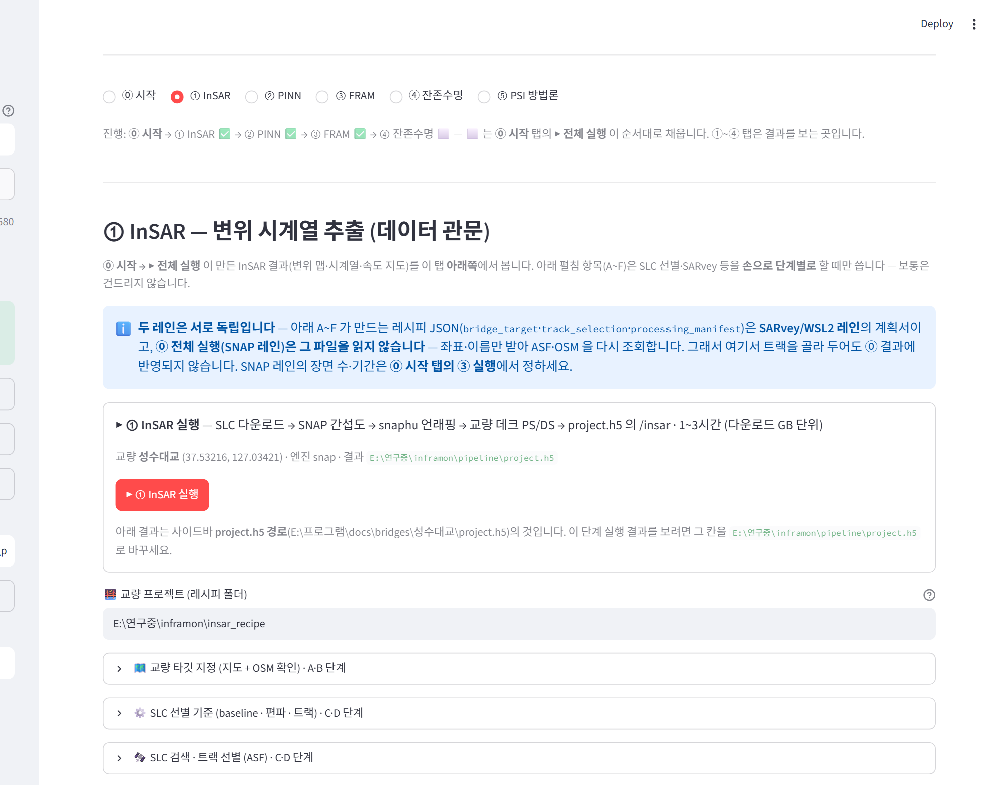 Deploy
⓪ 시작 ① InSAR ② PINN ③ FRAM ④ 잔존수명 ⑤ PSI 방법론
진행: ⓪ 시작 → ① InSAR ✅ → ② PINN ✅ → ③ FRAM ✅ → ④ 잔존수명 ⬜ — ⬜ 는 ⓪ 시작 탭의 ▶ 전체 실행 이 순서대로 채웁니다. ①~④ 탭은 결과를 보는 곳입니다.
680
① InSAR — 변위 시계열 추출 (데이터 관문)
⓪ 시작 → ▶ 전체 실행 이 만든 InSAR 결과(변위 맵·시계열·속도 지도)를 이 탭 아래쪽에서 봅니다. 아래 펼침 항목(A~F)은 SLC 선별·SARvey 등을 손으로 단계별로 할 때만 씁니다 — 보통은
건드리지 않습니다.
두 레인은 서로 독립입니다 — 아래 A~F 가 만드는 레시피 JSON(bridge_target·track_selection·processing_manifest)은 SARvey/WSL2 레인의 계획서이
고, ⓪ 전체 실행(SNAP 레인)은 그 파일을 읽지 않습니다 — 좌표·이름만 받아 ASF·OSM 을 다시 조회합니다. 그래서 여기서 트랙을 골라 두어도 ⓪ 결과에
반영되지 않습니다. SNAP 레인의 장면 수·기간은 ⓪ 시작 탭의 ③ 실행에서 정하세요.
▶ ① InSAR 실행 — SLC 다운로드 → SNAP 간섭도 → snaphu 언래핑 → 교량 데크 PS/DS → project.h5 의 /insar · 1~3시간 (다운로드 GB 단위)
교량 성수대교 (37.53216, 127.03421) · 엔진 snap · 결과 E:\연구중\inframon\pipeline\project.h5
▶ ① InSAR 실행
아래 결과는 사이드바 project.h5 경로(E:\프로그램\docs\bridges\성수대교\project.h5)의 것입니다. 이 단계 실행 결과를 보려면 그 칸을 E:\연구중\inframon\pipeline\project.h5
로 바꾸세요.
p
교량 프로젝트 (레시피 폴더)
E:\연구중\inframon\insar_recipe
교량 타깃 지정 (지도 + OSM 확인) · A·B 단계
SLC 선별 기준 (baseline · 편파 · 트랙) · C·D 단계
SLC 검색 · 트랙 선별 (ASF) · C·D 단계